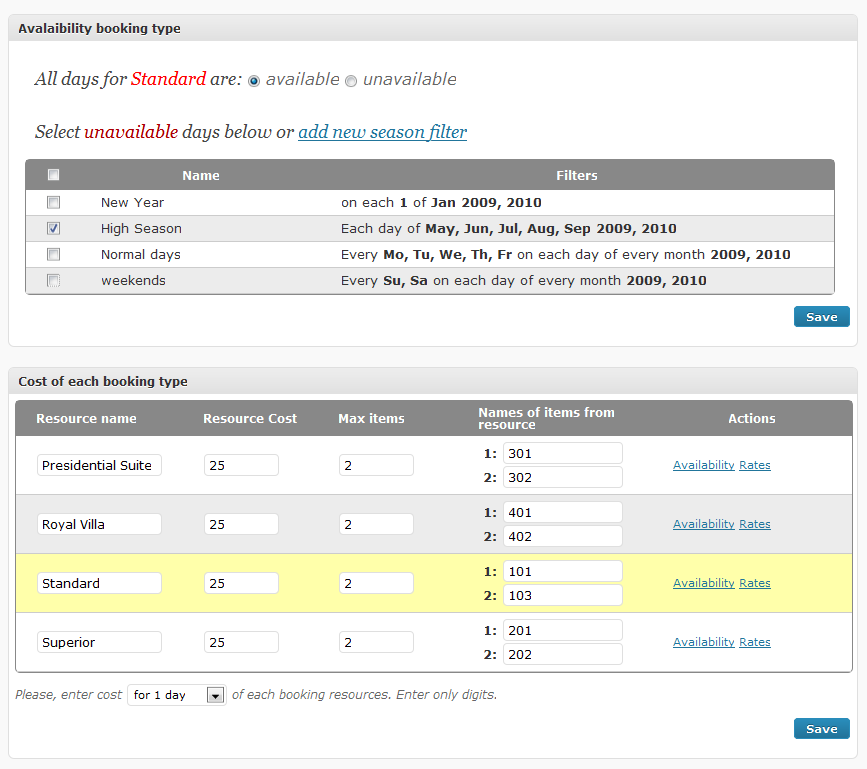 Avalaibility booking type
All days for Standard are: available unavailable
Select unavailable days below or add new season filter
Name Filters
New Year on each 1 of Jan 2009, 2010
High Season Each day of May, Jun, Jul, Aug, Sep 2009, 2010
Normal days Every Mo, Tu, We, Th, Fr on each day of every month 2009, 2010
weekends Every Su, Sa on each day of every month 2009, 2010
Save
Cost of each booking type
Resource name Resource Cost Max items Names of items from resource Actions
Presidential Suite 25 2 1: 301 Availability Rates
2: 302
Royal Villa 25 2 1: 401 Availability Rates
2: 402
Standard 25 2 1: 101 Availability Rates
2: 103
Superior 25 2 1: 201 Availability Rates
2: 202
Please, enter cost for 1 day of each booking resources. Enter only digits.
Save